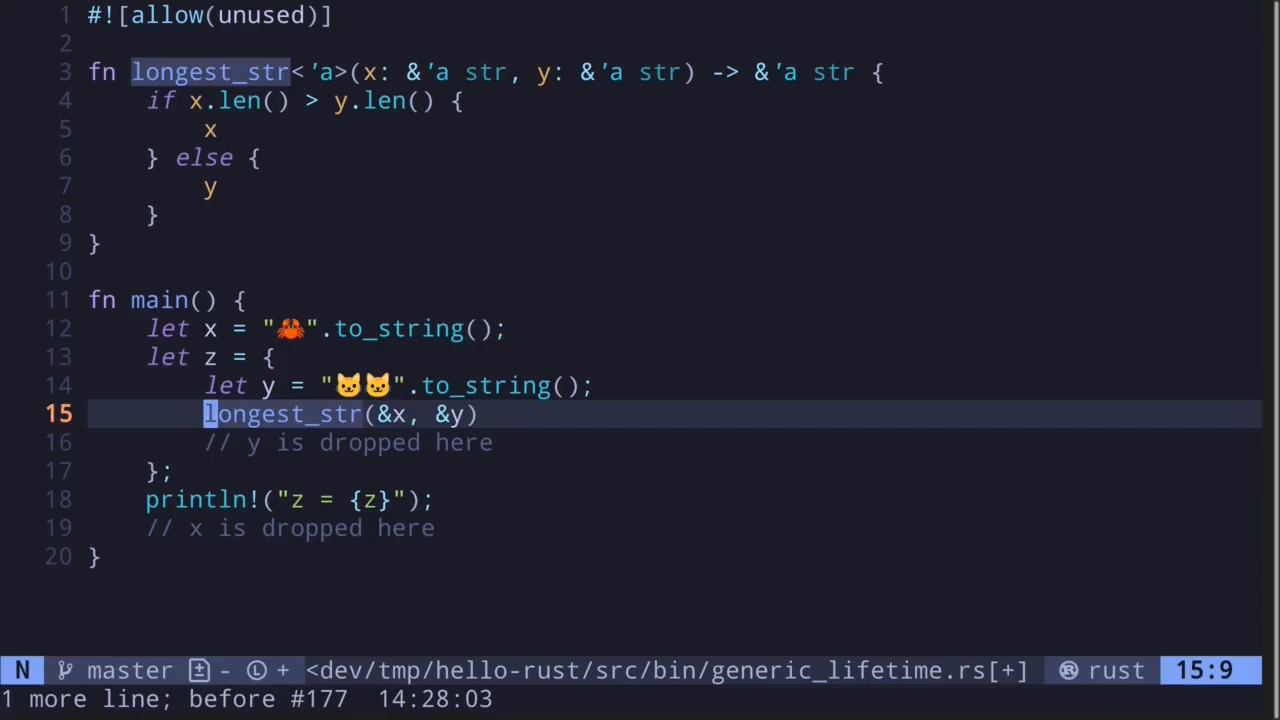 1 #![allow(unused)]
2
3 fn longest_str<'a>(x: &'a str, y: &'a str) -> &'a str {
4     if x.len() > y.len() {
5         x
6     } else {
7         y
8     }
9 }
10
11 fn main() {
12     let x = "🦀".to_string();
13     let z = {
14         let y = "🐱🐱".to_string();
15         longest_str(&x, &y)
16         // y is dropped here
17     };
18     println!("z = {z}");
19     // x is dropped here
20 }
N master - Ⓛ + <dev/tmp/hello-rust/src/bin/generic_lifetime.rs[+] rust 15:9
1 more line; before #177  14:28:03